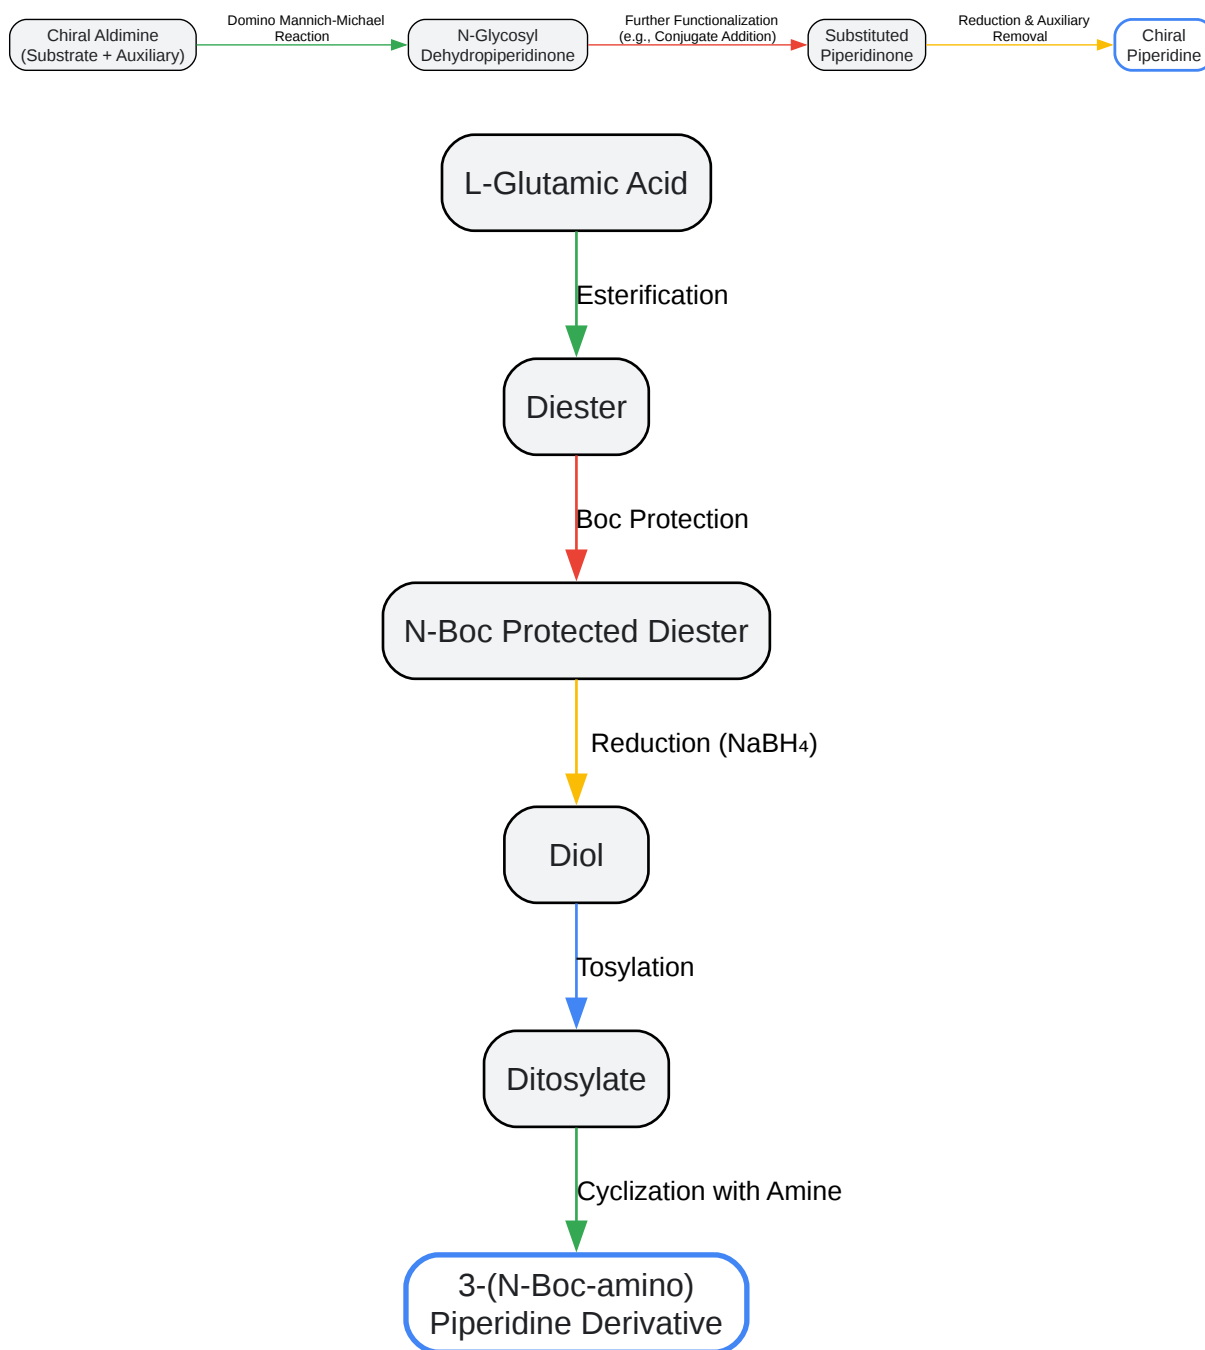 Chiral Aldimine
(Substrate + Auxiliary)
Domino Mannich-Michael
Reaction
N-Glycosyl
Dehydropiperidinone
Further Functionalization
(e.g., Conjugate Addition)
Substituted
Piperidinone
Reduction & Auxiliary
Removal
Chiral
Piperidine
L-Glutamic Acid
Esterification
Diester
Boc Protection
N-Boc Protected Diester
Reduction (NaBH₄)
Diol
Tosylation
Ditosylate
Cyclization with Amine
3-(N-Boc-amino)
Piperidine Derivative